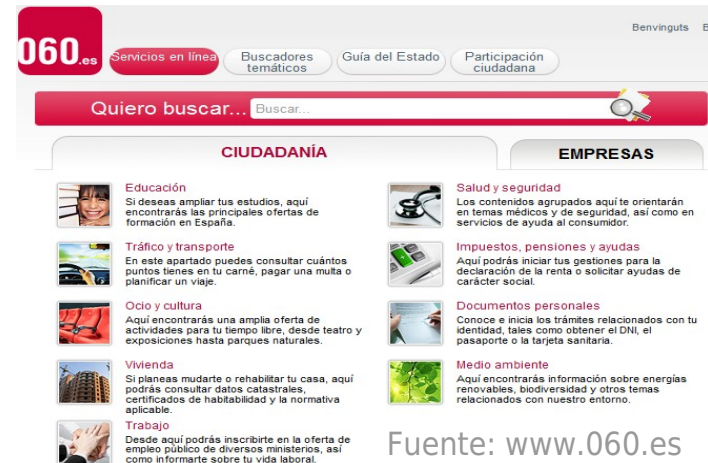 Benvinguts
060.es
Servicios en línea
Buscadores
temáticos
Guía del Estado
Participación
ciudadana
Quiero buscar... Buscar...
CIUDADANÍA
EMPRESAS
Educación
Si deseas ampliar tus estudios, aquí
encontrarás las principales ofertas de
formación en España.
Tráfico y transporte
En este apartado puedes consultar cuántos
puntos tienes en tu carné, pagar una multa o
planificar un viaje.
Ocio y cultura
Aquí encontrarás una amplia oferta de
actividades para tu tiempo libre, desde teatro y
exposiciones hasta parques naturales.
Vivienda
Si planeas mudarte o rehabilitar tu casa, aquí
podrás consultar datos catastrales,
certificados de habitabilidad y la normativa
aplicable.
Trabajo
Desde aquí podrás inscribirte en la oferta de
empleo público de diversos ministerios, así
como informarte sobre tu vida laboral.
Salud y seguridad
Los contenidos agrupados aquí te orientarán
en temas médicos y de seguridad, así como en
servicios de ayuda al consumidor.
Impuestos, pensiones y ayudas
Aquí podrás iniciar tus gestiones para la
declaración de la renta o solicitar ayudas de
carácter social.
Documentos personales
Conoce e inicia los trámites relacionados con tu
identidad, tales como obtener el DNI, el
pasaporte o la tarjeta sanitaria.
Medio ambiente
Aquí encontrarás información sobre energías
renovables, biodiversidad y otros temas
relacionados con nuestro entorno.
Fuente: www.060.es